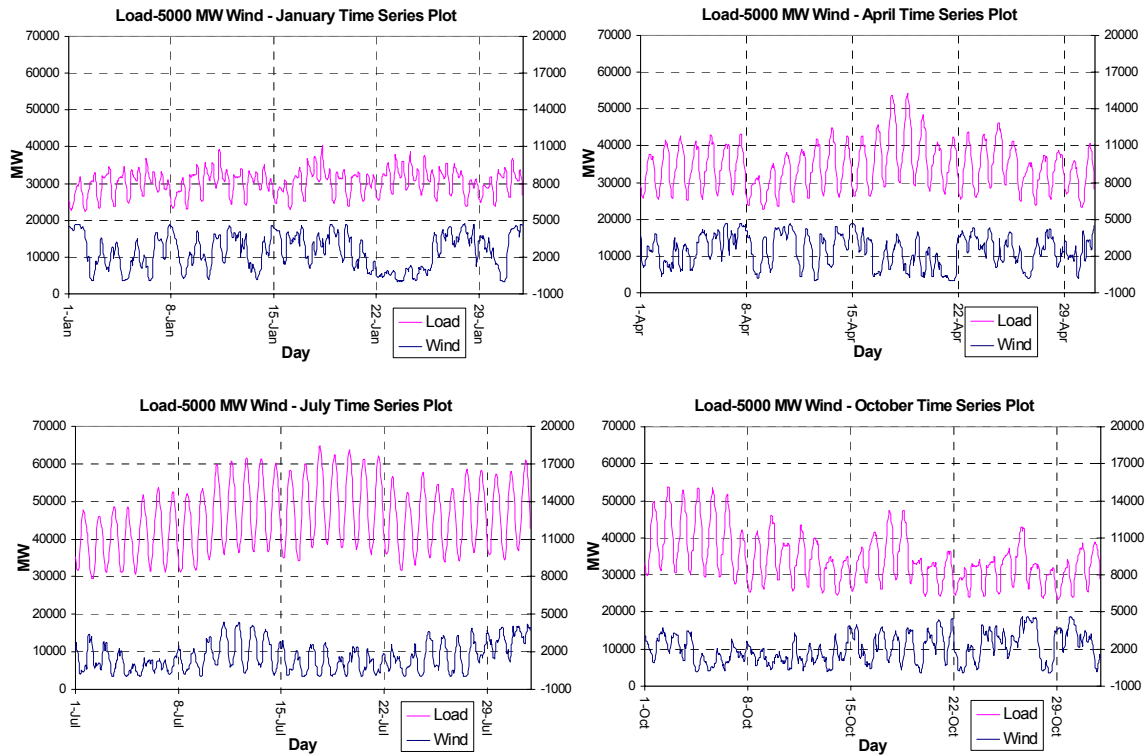 Load-5000 MW Wind - January Time Series Plot
70000
60000
50000
40000
30000
20000
10000
0
MW
20000
17000
14000
11000
8000
5000
2000
-1000
1-Jan
8-Jan
15-Jan
22-Jan
29-Jan
Day
Load
Wind
Load-5000 MW Wind - April Time Series Plot
70000
60000
50000
40000
30000
20000
10000
0
MW
20000
17000
14000
11000
8000
5000
2000
-1000
1-Apr
8-Apr
15-Apr
22-Apr
29-Apr
Day
Load
Wind
Load-5000 MW Wind - July Time Series Plot
70000
60000
50000
40000
30000
20000
10000
0
MW
20000
17000
14000
11000
8000
5000
2000
-1000
1-Jul
8-Jul
15-Jul
22-Jul
29-Jul
Day
Load
Wind
Load-5000 MW Wind - October Time Series Plot
70000
60000
50000
40000
30000
20000
10000
0
MW
20000
17000
14000
11000
8000
5000
2000
-1000
1-Oct
8-Oct
15-Oct
22-Oct
29-Oct
Day
Load
Wind